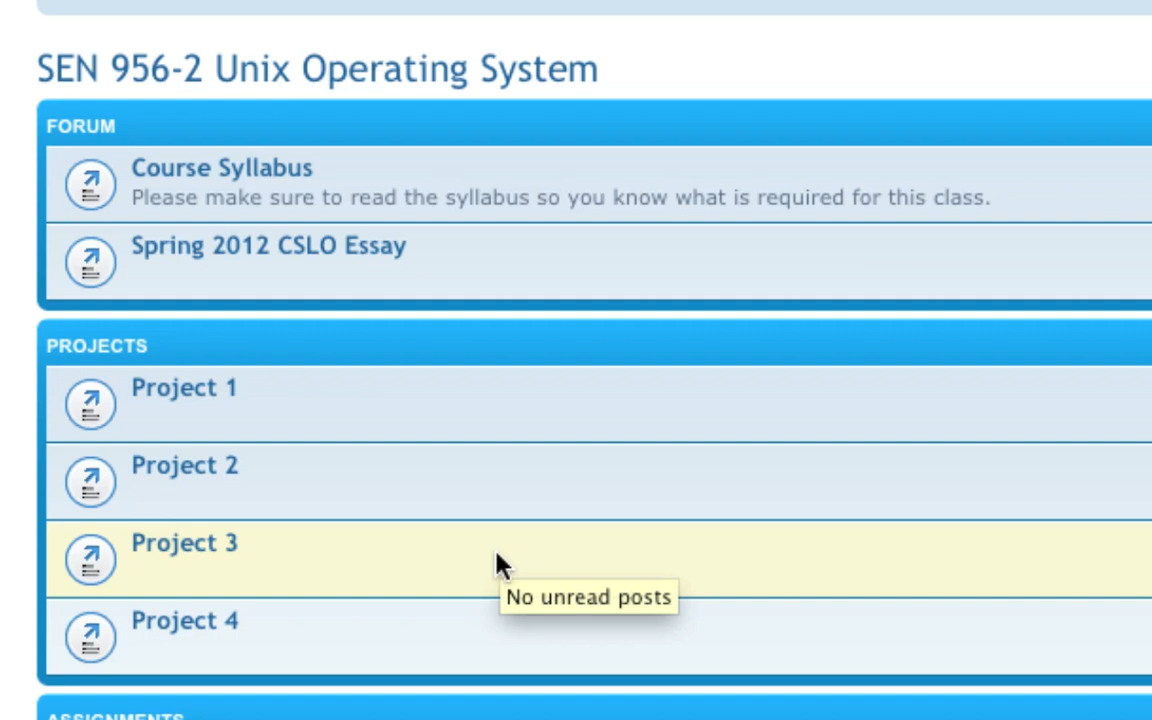 SEN 956-2 Unix Operating System
FORUM
Course Syllabus
Please make sure to read the syllabus so you know what is required for this class.
Spring 2012 CSLO Essay
PROJECTS
Project 1
Project 2
Project 3
No unread posts
Project 4
ASSIGNMENTS